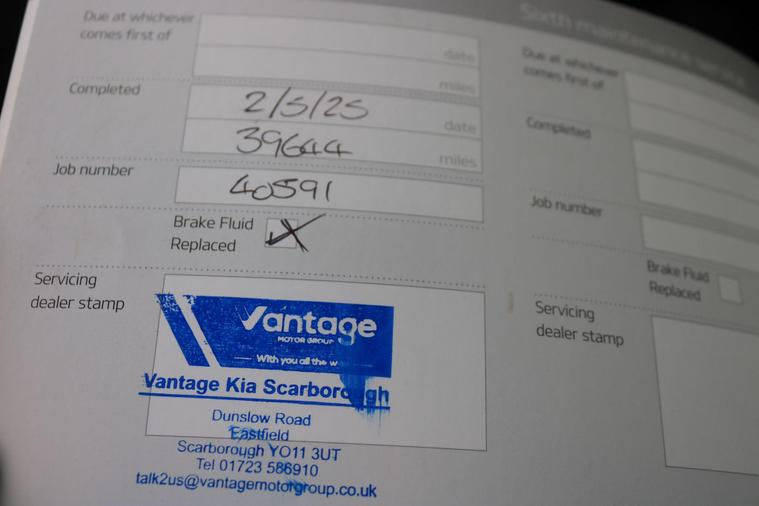 Sixth maintenance service
Due at whichever
comes first of
date
miles
Completed
2/5/25
date
39644
miles
Job number
40591
Brake Fluid
Replaced
Servicing
dealer stamp
Vantage
MOTOR GROUP
With you all the w
Vantage Kia Scarborough
Dunslow Road
Eastfield
Scarborough YO11 3UT
Tel 01723 586910
talk2us@vantagemotorgroup.co.uk
Due at whichever
comes first of
Completed
Job number
Brake Fluid
Replaced
Servicing
dealer stamp